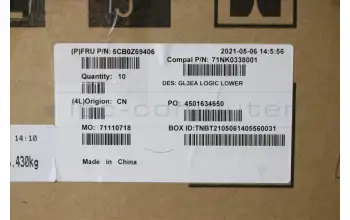 (P)FRU P/N: 5CB0Z69406
2021-05-06 14:5:56
Compal P/N: 71NK0338001
Quantity: 10
DES: GL3EA LOGIC LOWER
(4L)Origion: CN
PO: 4501634650
14:10
MO: 71110718
BOX ID:TNBT2105061405560031
.430kg
Made in China